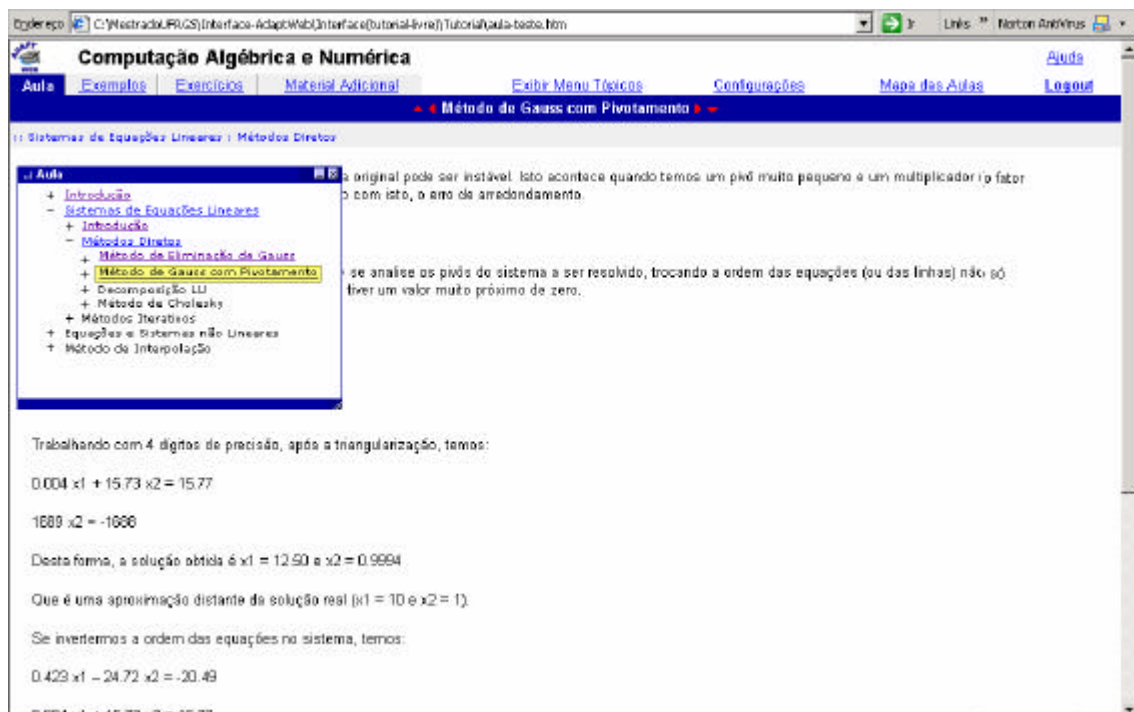 Endereço C:\Mestrado\UFRGS\Interface-AdaptWeb\Interface(tutorial-livre)\Tutorial\aula-teste.htm Ir Links » Norton AntiVirus
Computação Algébrica e Numérica Ajuda
Aula Exemplos Exercícios Material Adicional Exibir Menu Tópicos Configurações Mapa das Aulas Logout
Método de Gauss com Pivotamento
:: Sistemas de Equações Lineares : Métodos Diretos
Aula
+ Introdução
- Sistemas de Equações Lineares
+ Introdução
- Métodos Diretos
+ Método de Eliminação de Gauss
+ Método de Gauss com Pivotamento
+ Decomposição LU
+ Método de Cholesky
+ Métodos Iterativos
+ Equações e Sistemas não Lineares
+ Método de Interpolação
original pode ser instável. Isto acontece quando temos um pivô muito pequeno e um multiplicador (o fator
com isto, o erro de arredondamento.
se analise os pivôs do sistema a ser resolvido, trocando a ordem das equações (ou das linhas) não só
tiver um valor muito próximo de zero.
Trabalhando com 4 dígitos de precisão, após a triangularização, temos:
0.004 x1 + 15.73 x2 = 15.77
x2 = -1688
Desta forma, a solução obtida é x1 = 12.50 e x2 = 0.9994
Que é uma aproximação distante da solução real (x1 = 10 e x2 = 1).
Se invertermos a ordem das equações no sistema, temos:
0.423 x1 – 24.72 x2 = -20.49